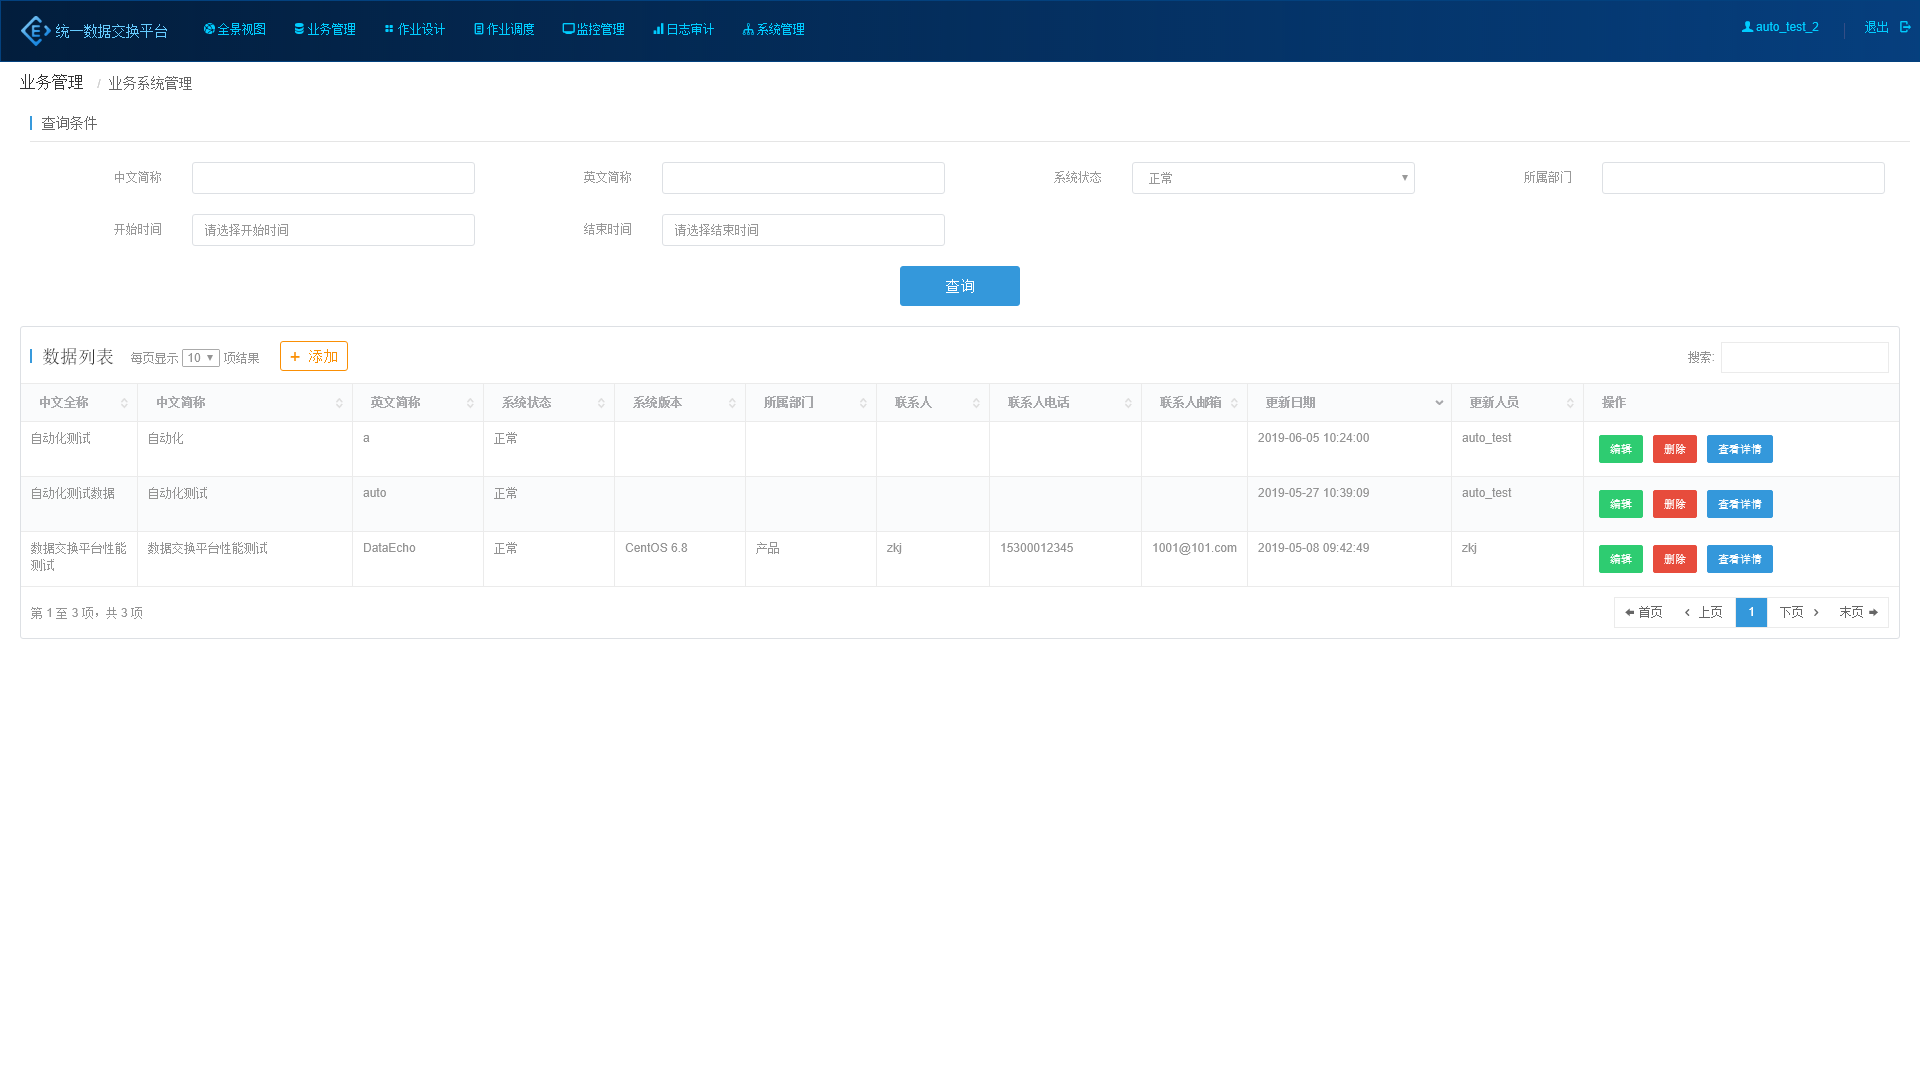 统一数据交换平台 全景视图 业务管理 作业设计 作业调度 监控管理 日志审计 系统管理 auto_test_2 退出
业务管理 / 业务系统管理
查询条件
中文简称 英文简称 系统状态 正常 所属部门
开始时间 请选择开始时间 结束时间 请选择结束时间
查询
数据列表 每页显示 10 项结果 + 添加 搜索:
中文全称 中文简称 英文简称 系统状态 系统版本 所属部门 联系人 联系人电话 联系人邮箱 更新日期 更新人员 操作
自动化测试 自动化 a 正常 2019-06-05 10:24:00 auto_test 编辑 删除 查看详情
自动化测试数据 自动化测试 auto 正常 2019-05-27 10:39:09 auto_test 编辑 删除 查看详情
数据交换平台性能 数据交换平台性能测试 DataEcho 正常 CentOS 6.8 产品 zkj 15300012345 1001@101.com 2019-05-08 09:42:49 zkj 编辑 删除 查看详情
测试
第 1 至 3 项，共 3 项 首页 上页 1 下页 末页